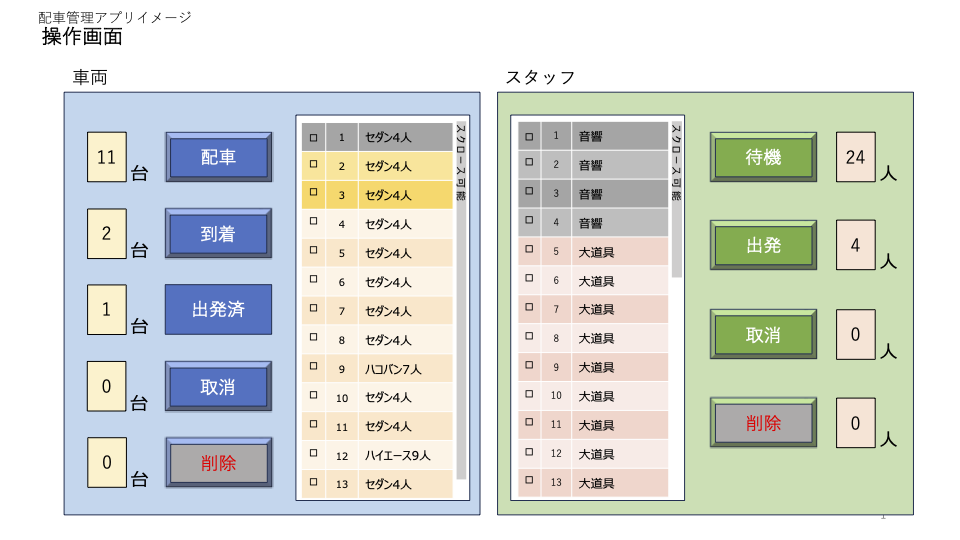 配車管理アプリイメージ
操作画面
車両
11 台
配車
2 台
到着
1 台
出発済
0 台
取消
0 台
削除
□ 1 セダン4人
□ 2 セダン4人
□ 3 セダン4人
□ 4 セダン4人
□ 5 セダン4人
□ 6 セダン4人
□ 7 セダン4人
□ 8 セダン4人
□ 9 ハコバン7人
□ 10 セダン4人
□ 11 セダン4人
□ 12 ハイエース9人
□ 13 セダン4人
スクロース可能
スタッフ
□ 1 音響
□ 2 音響
□ 3 音響
□ 4 音響
□ 5 大道具
□ 6 大道具
□ 7 大道具
□ 8 大道具
□ 9 大道具
□ 10 大道具
□ 11 大道具
□ 12 大道具
□ 13 大道具
スクロース可能
待機
24 人
出発
4 人
取消
0 人
削除
0 人
1